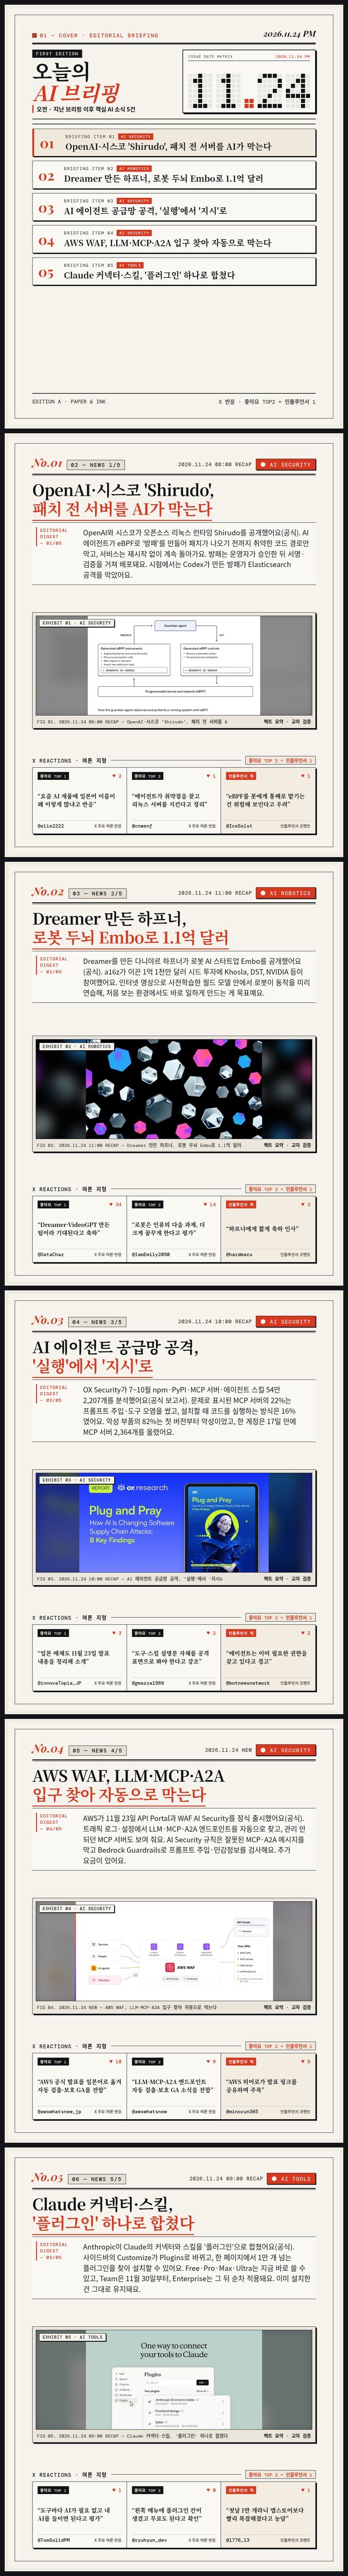 01 — COVER · EDITORIAL BRIEFING
2026.11.24 PM
FIRST EDITION
오늘의
AI 브리핑
오전 · 지난 브리핑 이후 핵심 AI 소식 5건
ISSUE DATE MATRIX
2026.11.24 PM
11.24
01
BRIEFING ITEM 01 AI SECURITY
OpenAI·시스코 'Shirudo', 패치 전 서버를 AI가 막는다
02
BRIEFING ITEM 02 AI ROBOTICS
Dreamer 만든 하프너, 로봇 두뇌 Embo로 1.1억 달러
03
BRIEFING ITEM 03 AI SECURITY
AI 에이전트 공급망 공격, '실행'에서 '지시'로
04
BRIEFING ITEM 04 AI SECURITY
AWS WAF, LLM·MCP·A2A 입구 찾아 자동으로 막는다
05
BRIEFING ITEM 05 AI TOOLS
Claude 커넥터·스킬, '플러그인' 하나로 합쳤다
EDITION A · PAPER & INK
X 반응 · 좋아요 TOP2 + 인플루언서 1
No.01
02 — NEWS 1/5
2026.11.24 08:00 RECAP
AI SECURITY
OpenAI·시스코 'Shirudo',
패치 전 서버를 AI가 막는다
EDITORIAL
DIGEST
— 01/05
OpenAI와 시스코가 오픈소스 리눅스 런타임 Shirudo를 공개했어요(공식). AI
에이전트가 eBPF로 '방패'를 만들어 패치가 나오기 전까지 취약한 코드 경로만
막고, 서비스는 재시작 없이 계속 돌아가요. 방패는 운영자가 승인한 뒤 서명·
검증을 거쳐 배포돼요. 시험에서는 Codex가 만든 방패가 Elasticsearch
공격을 막았어요.
EXHIBIT 01 · AI SECURITY
Guardian agent
Generated instruments
Generated eBPF controls
Programmable network and network (eBPF)
FIG 01. 2026.11.24 08:00 RECAP — OpenAI·시스코 'Shirudo', 패치 전 서버를 A
팩트 요약 · 교차 검증
X REACTIONS · 여론 지형
좋아요 TOP 2 + 인플루언서 1
좋아요 TOP 1
♥ 2
“요즘 AI 제품에 일본어 이름이
왜 이렇게 많냐고 반응”
@elie2222
X 주요 여론 반응
좋아요 TOP 2
♥ 1
“에이전트가 취약점을 찾고
리눅스 서버를 지킨다고 정리”
@cnwenf
X 주요 여론 반응
인플루언서 픽
♥ 1
“eBPF를 봇에게 통째로 맡기는
건 위험해 보인다고 우려”
@IceSolst
인플루언서 코멘트
No.02
03 — NEWS 2/5
2026.11.24 11:00 RECAP
AI ROBOTICS
Dreamer 만든 하프너,
로봇 두뇌 Embo로 1.1억 달러
EDITORIAL
DIGEST
— 02/05
Dreamer를 만든 다니야르 하프너가 로봇 AI 스타트업 Embo를 공개했어요
(공식). a16z가 이끈 1억 1천만 달러 시드 투자에 Khosla, DST, NVIDIA 등이
참여했어요. 인터넷 영상으로 사전학습한 월드 모델 안에서 로봇이 동작을 미리
연습해, 처음 보는 환경에서도 바로 일하게 만드는 게 목표예요.
EXHIBIT 02 · AI ROBOTICS
FIG 02. 2026.11.24 11:00 RECAP — Dreamer 만든 하프너, 로봇 두뇌 Embo로 1.1억 달러
팩트 요약 · 교차 검증
X REACTIONS · 여론 지형
좋아요 TOP 2 + 인플루언서 1
좋아요 TOP 1
♥ 34
“Dreamer·VideoGPT 만든
팀이라 기대된다고 축하”
@DataChaz
X 주요 여론 반응
좋아요 TOP 2
♥ 14
“로봇은 인류의 다음 과제, 더
크게 꿈꾸게 한다고 평가”
@IamEmily2050
X 주요 여론 반응
인플루언서 픽
♥ 3
“하프너에게 짧게 축하 인사”
@hardmaru
인플루언서 코멘트
No.03
04 — NEWS 3/5
2026.11.24 10:00 RECAP
AI SECURITY
AI 에이전트 공급망 공격,
'실행'에서 '지시'로
EDITORIAL
DIGEST
— 03/05
OX Security가 7~10월 npm·PyPI·MCP 서버·에이전트 스킬 54만
2,207개를 분석했어요(공식 보고서). 문제로 표시된 MCP 서버의 22%는
프롬프트 주입·도구 오염을 썼고, 설치할 때 코드를 실행하는 방식은 16%
였어요. 악성 부품의 82%는 첫 버전부터 악성이었고, 한 계정은 17일 만에
MCP 서버 2,364개를 올렸어요.
EXHIBIT 03 · AI SECURITY
REPORT
ox research
Plug and Pray
How AI Is Changing Software
Supply Chain Attacks:
8 Key Findings
Plug and Pray
FIG 03. 2026.11.24 10:00 RECAP — AI 에이전트 공급망 공격, '실행'에서 '지시'로
팩트 요약 · 교차 검증
X REACTIONS · 여론 지형
좋아요 TOP 2 + 인플루언서 1
좋아요 TOP 1
♥ 3
“일본 매체도 11월 23일 발표
내용을 정리해 소개”
@innovaTopia_JP
X 주요 여론 반응
좋아요 TOP 2
♥ 2
“도구·스킬 설명문 자체를 공격
표면으로 봐야 한다고 강조”
@gmazza1989
X 주요 여론 반응
인플루언서 픽
♥ 2
“에이전트는 이미 필요한 권한을
갖고 있다고 경고”
@botnewsnetwork
인플루언서 코멘트
No.04
05 — NEWS 4/5
2026.11.24 NEW
AI SECURITY
AWS WAF, LLM·MCP·A2A
입구 찾아 자동으로 막는다
EDITORIAL
DIGEST
— 04/05
AWS가 11월 23일 API Portal과 WAF AI Security를 정식 출시했어요(공식).
트래픽 로그·설정에서 LLM·MCP·A2A 엔드포인트를 자동으로 찾고, 관리 안
되던 MCP 서버도 보여 줘요. AI Security 규칙은 잘못된 MCP·A2A 메시지를
막고 Bedrock Guardrails로 프롬프트 주입·민감정보를 검사해요. 추가
요금이 있어요.
EXHIBIT 04 · AI SECURITY
AWS WAF
API Portal
FIG 04. 2026.11.24 NEW — AWS WAF, LLM·MCP·A2A 입구 찾아 자동으로 막는다
팩트 요약 · 교차 검증
X REACTIONS · 여론 지형
좋아요 TOP 2 + 인플루언서 1
좋아요 TOP 1
♥ 10
“AWS 공식 발표를 일본어로 옮겨
자동 검출·보호 GA를 전함”
@awswhatsnew_jp
X 주요 여론 반응
좋아요 TOP 2
♥ 8
“LLM·MCP·A2A 엔드포인트
자동 검출·보호 GA 소식을 전함”
@awswhatsnew
X 주요 여론 반응
인플루언서 픽
♥ 9
“AWS 히어로가 발표 링크를
공유하며 주목”
@minorun365
인플루언서 코멘트
No.05
06 — NEWS 5/5
2026.11.24 09:00 RECAP
AI TOOLS
Claude 커넥터·스킬,
'플러그인' 하나로 합쳤다
EDITORIAL
DIGEST
— 05/05
Anthropic이 Claude의 커넥터와 스킬을 '플러그인'으로 합쳤어요(공식).
사이드바의 Customize가 Plugins로 바뀌고, 한 페이지에서 1만 개 넘는
플러그인을 찾아 설치할 수 있어요. Free·Pro·Max·Ultra는 지금 바로 쓸 수
있고, Team은 11월 30일부터, Enterprise는 그 뒤 순차 적용돼요. 이미 설치한
건 그대로 유지돼요.
EXHIBIT 05 · AI TOOLS
One way to connect
your tools to Claude
Plugins
FIG 05. 2026.11.24 09:00 RECAP — Claude 커넥터·스킬, '플러그인' 하나로 합쳤다
팩트 요약 · 교차 검증
X REACTIONS · 여론 지형
좋아요 TOP 2 + 인플루언서 1
좋아요 TOP 1
♥ 1
“도구마다 AI가 필요 없고 내
AI를 들이면 된다고 평가”
@TomSolidPM
X 주요 여론 반응
좋아요 TOP 2
♥ 0
“왼쪽 메뉴에 플러그인 칸이
생겼고 무료도 된다고 확인”
@ryuhyun_dev
X 주요 여론 반응
인플루언서 픽
♥ 1
“첫날 1만 개라니 앱스토어보다
빨리 복잡해졌다고 농담”
@1776_13
인플루언서 코멘트